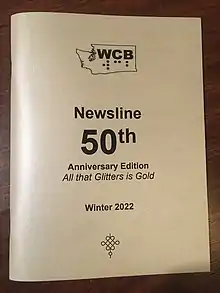 WCB
Newsline
50th
Anniversary Edition
All that Glitters is Gold
Winter 2022